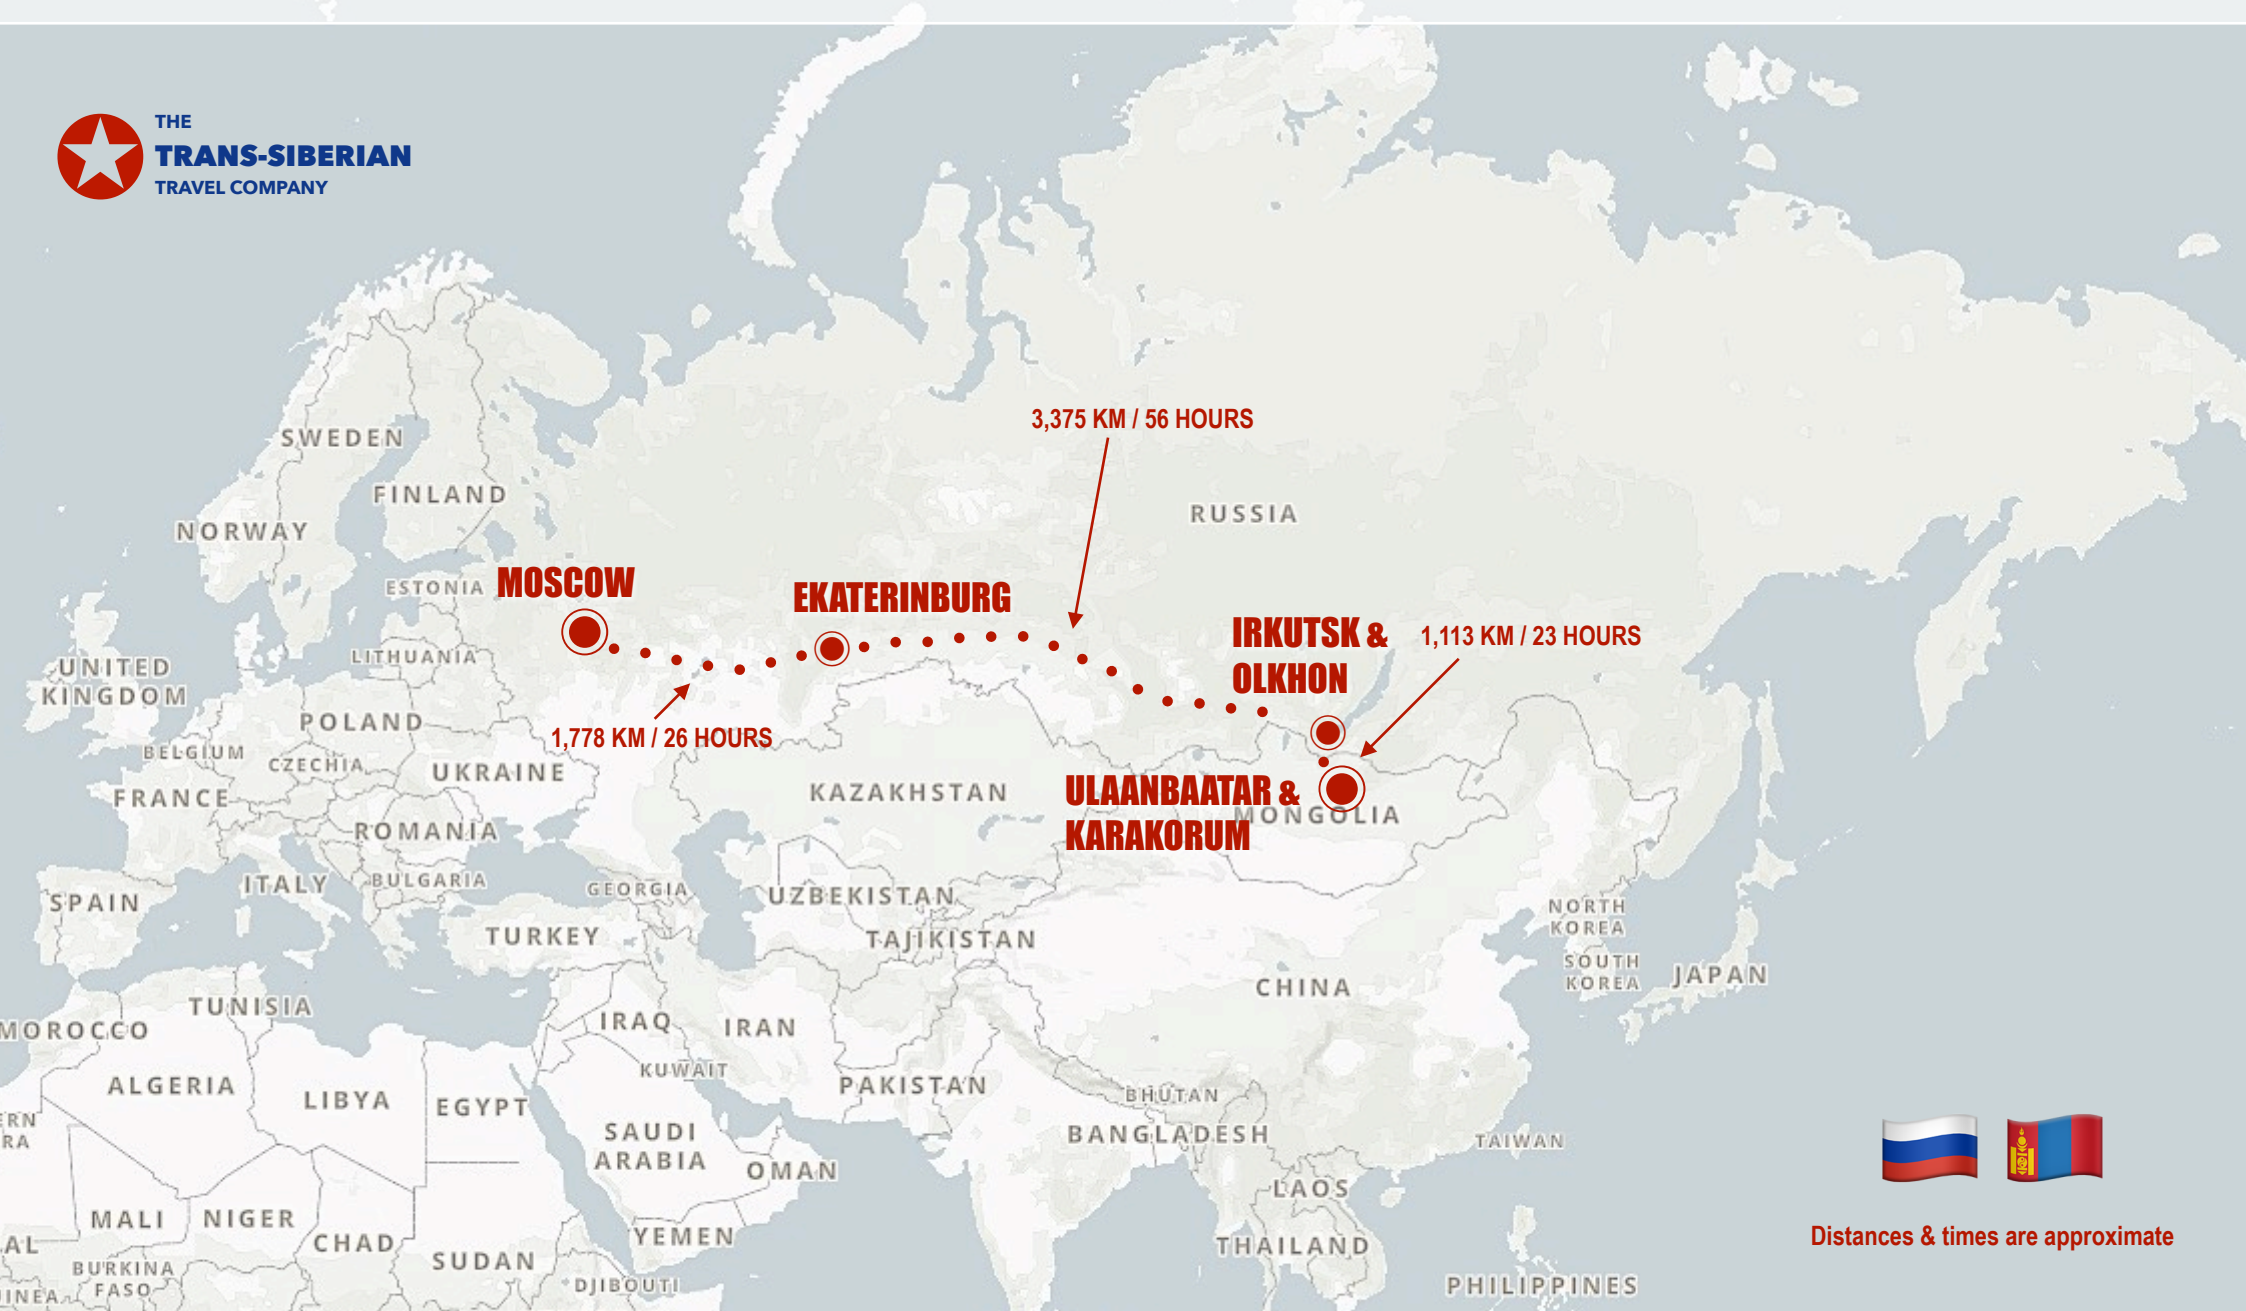 THE
TRANS-SIBERIAN
TRAVEL COMPANY
3,375 KM / 56 HOURS
SWEDEN
FINLAND
NORWAY
RUSSIA
ESTONIA
MOSCOW
EKATERINBURG
IRKUTSK &
OLKHON
1,113 KM / 23 HOURS
LITHUANIA
UNITED
KINGDOM
POLAND
1,778 KM / 26 HOURS
BELGIUM
CZECHIA
UKRAINE
FRANCE
KAZAKHSTAN
ULAANBAATAR &
KARAKORUM
MONGOLIA
ROMANIA
ITALY
BULGARIA
GEORGIA
UZBEKISTAN
SPAIN
TURKEY
TAJIKISTAN
NORTH
KOREA
SOUTH
KOREA
JAPAN
CHINA
TUNISIA
MOROCCO
IRAQ
IRAN
KUWAIT
ALGERIA
LIBYA
EGYPT
PAKISTAN
BHUTAN
BANGLADESH
TAIWAN
ERN
RA
SAUDI
ARABIA
OMAN
LAOS
MALI
NIGER
CHAD
SUDAN
YEMEN
THAILAND
AL
BURKINA
FASO
INEA
DJIBOUTI
PHILIPPINES
Distances & times are approximate